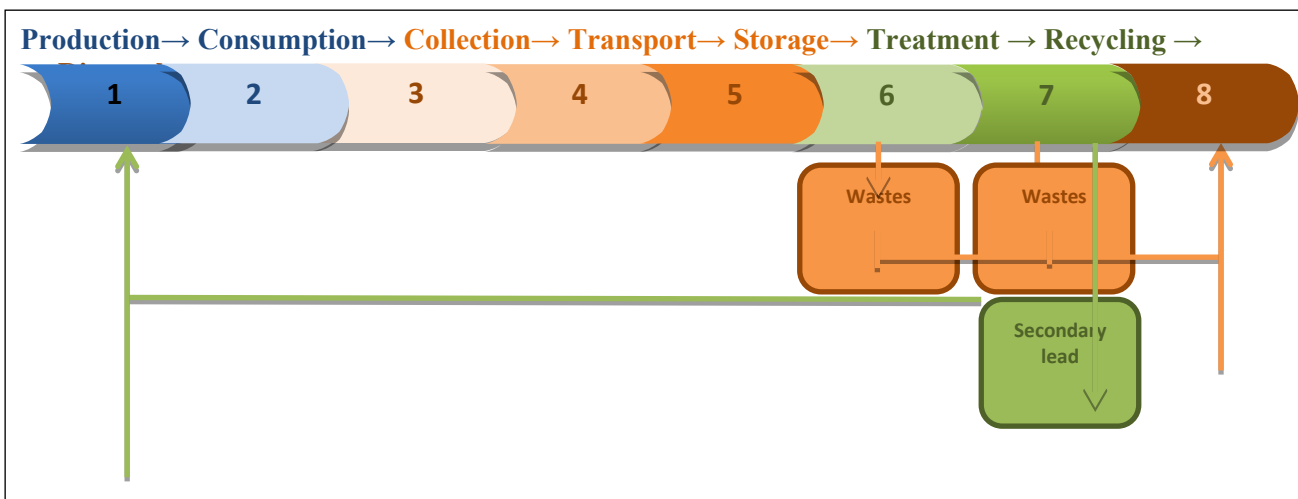 Production→ Consumption→ Collection→ Transport→ Storage→ Treatment → Recycling →
1 2 3 4 5 6 7 8
Wastes Wastes
Secondary
lead